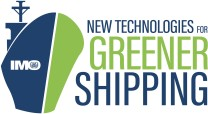 NEW TECHNOLOGIES FOR
GREENER
SHIPPING
IMO